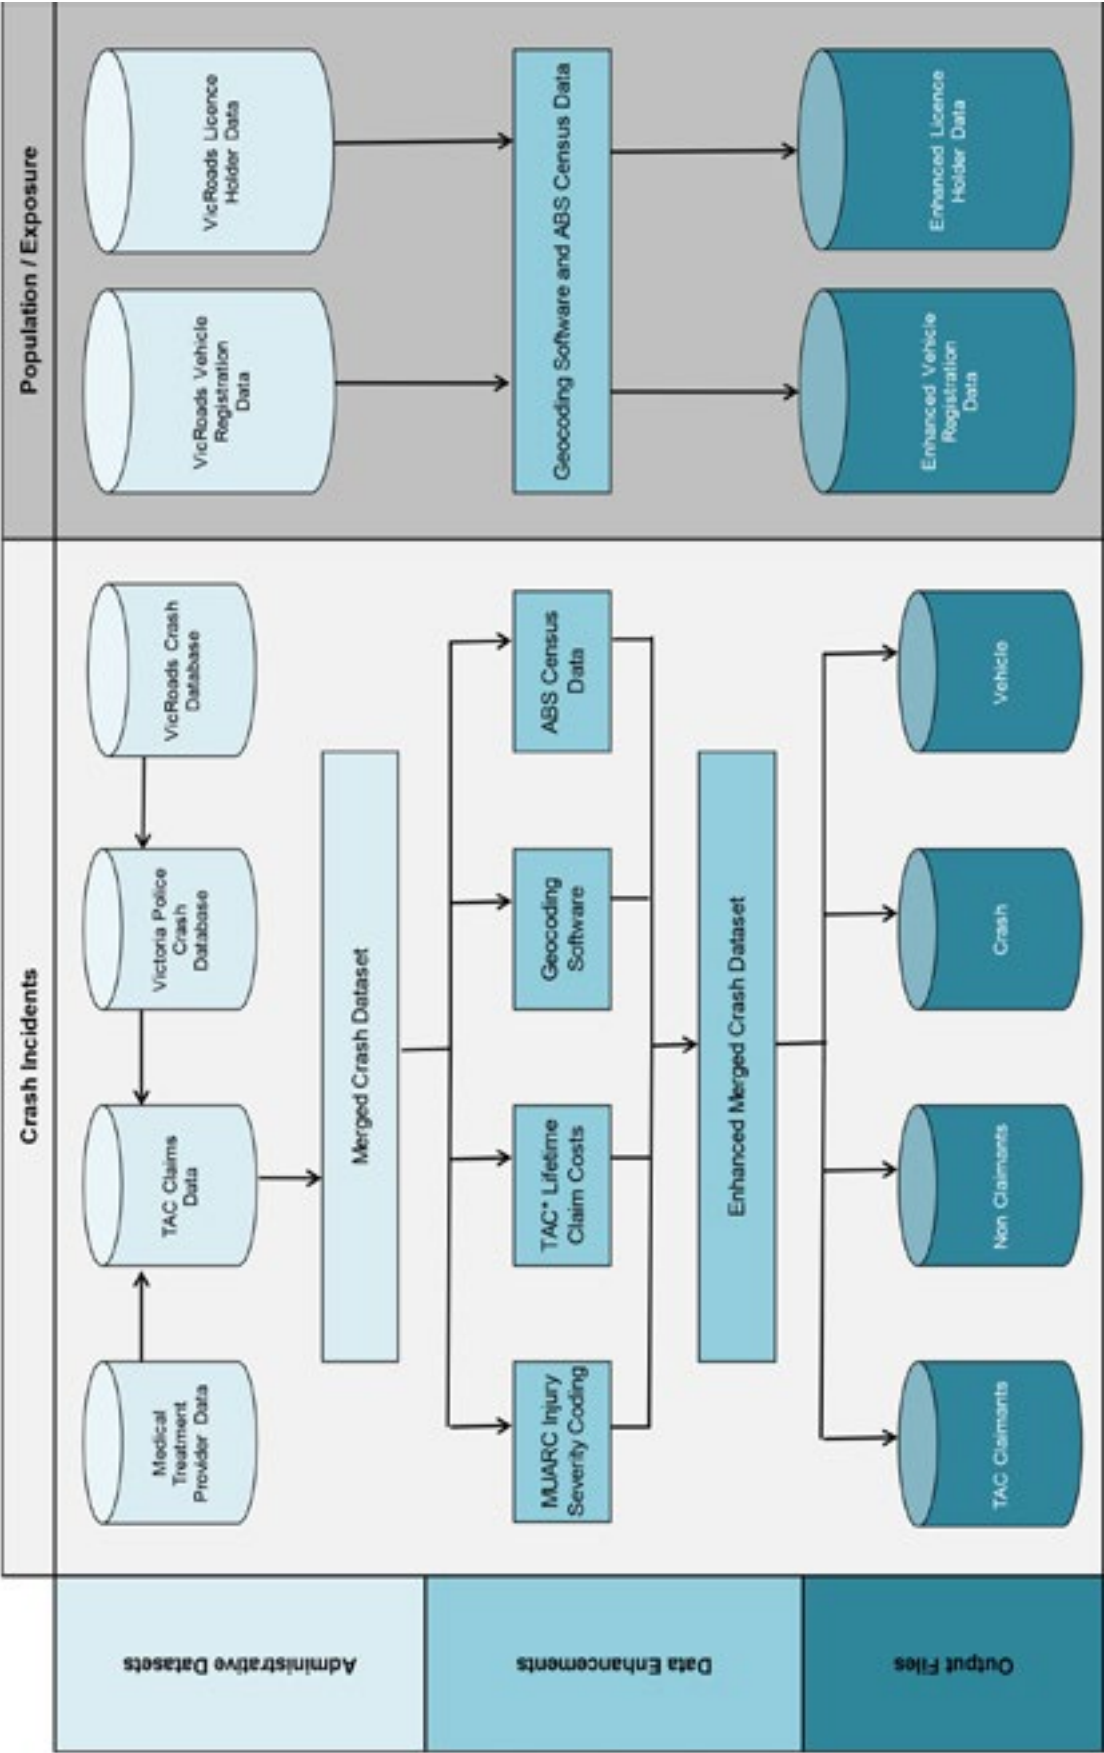 Crash Incidents
Population / Exposure
Administrative Datasets
Medical
Treatment
Provider Data
TAC Claims
Data
Victoria Police
Crash
Database
VicRoads Crash
Database
VicRoads Vehicle
Registration
Data
VicRoads Licence
Holder Data
Merged Crash Dataset
Data Enhancements
MUARC Injury
Severity Coding
TAC* Lifetime
Claim Costs
Geocoding
Software
ABS Census
Data
Geocoding Software and ABS Census Data
Enhanced Merged Crash Dataset
Output Files
TAC Claimants
Non Claimants
Crash
Vehicle
Enhanced Vehicle
Registration
Data
Enhanced Licence
Holder Data